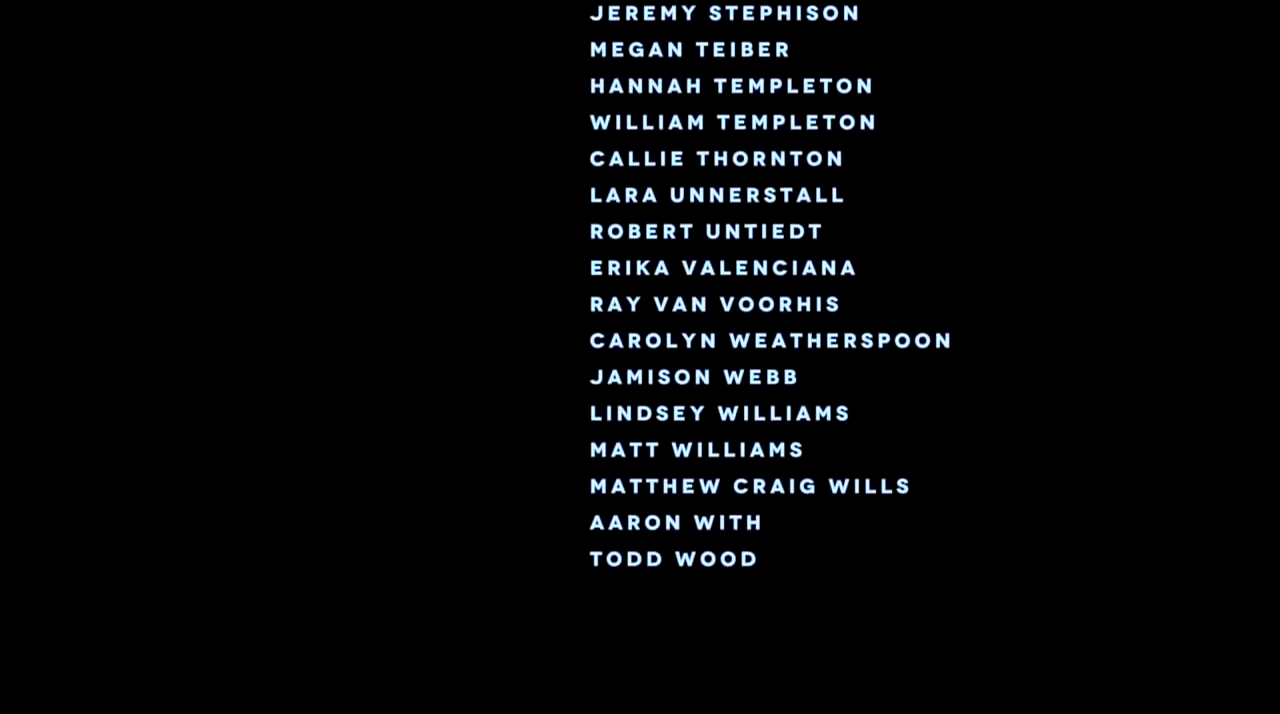 JEREMY STEPHISON
MEGAN TEIBER
HANNAH TEMPLETON
WILLIAM TEMPLETON
CALLIE THORNTON
LARA UNNERSTALL
ROBERT UNTIEDT
ERIKA VALENCIANA
RAY VAN VOORHIS
CAROLYN WEATHERSPOON
JAMISON WEBB
LINDSEY WILLIAMS
MATT WILLIAMS
MATTHEW CRAIG WILLS
AARON WITH
TODD WOOD